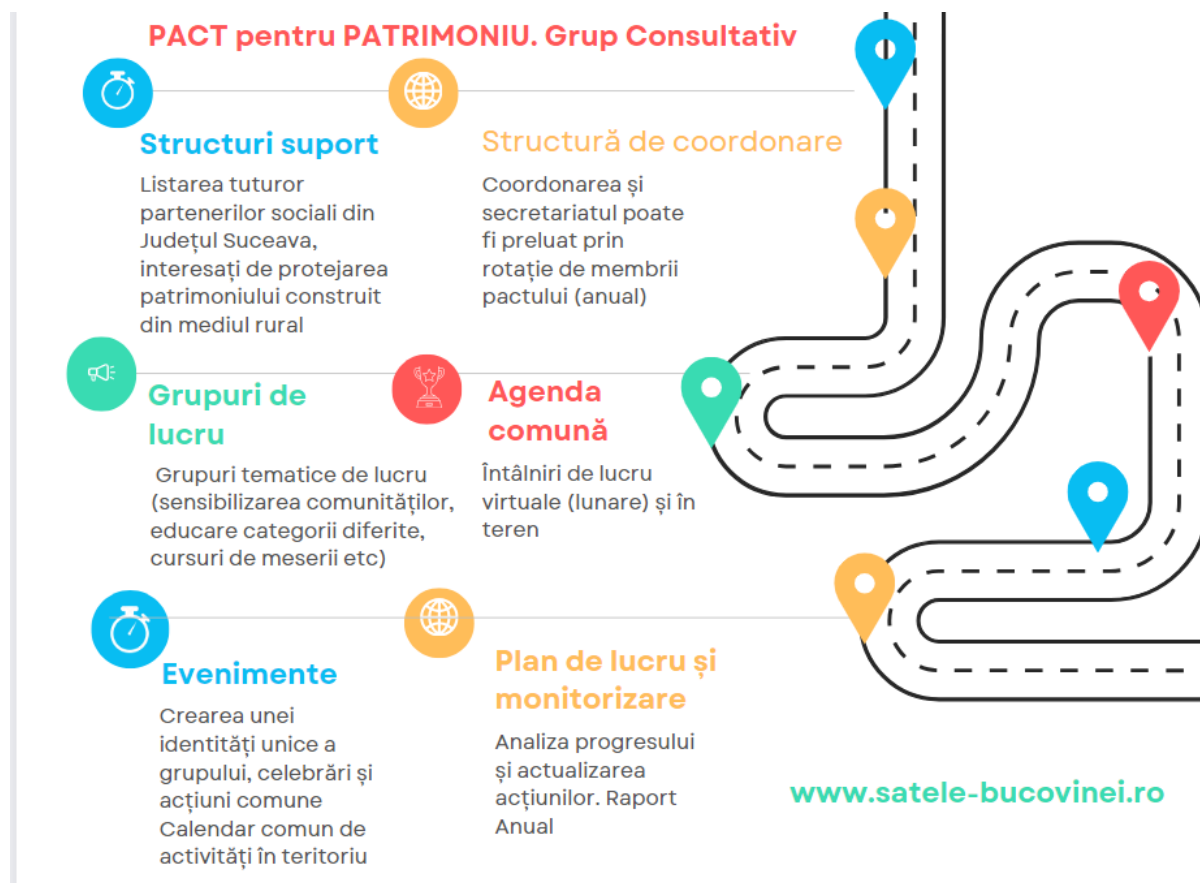 PACT pentru PATRIMONIU. Grup Consultativ
Structuri suport
Listarea tuturor
partenerilor sociali din
Județul Suceava,
interesați de protejarea
patrimoniului construit
din mediul rural
Structură de coordonare
Coordonarea și
secretariatul poate
fi preluat prin
rotație de membrii
pactului (anual)
Grupuri de
lucru
Grupuri tematice de lucru
(sensibilizarea comunităților,
educare categorii diferite,
cursuri de meserii etc)
Agenda
comună
Întâlniri de lucru
virtuale (lunare) și în
teren
Evenimente
Crearea unei
identități unice a
grupului, celebrări și
acțiuni comune
Calendar comun de
activități în teritoriu
Plan de lucru și
monitorizare
Analiza progresului
și actualizarea
acțiunilor. Raport
Anual
www.satele-bucovinei.ro